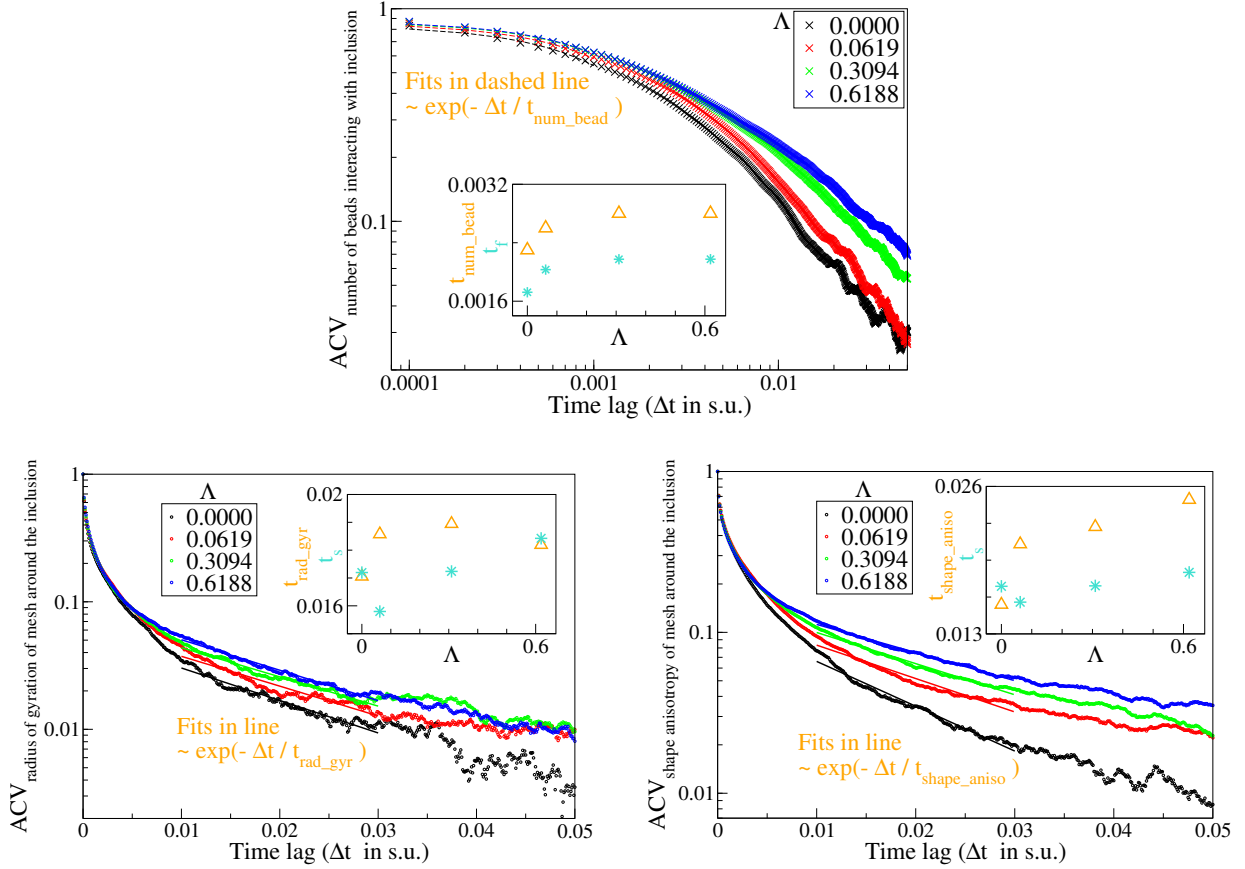 ACV number of beads interacting with inclusion
1
0.1
Λ
0.0000
0.0619
0.3094
0.6188
Fits in dashed line
~ exp(- Δt / t_num_bead )
t_num_bead
t_f
0.0032
0.0016
0
0.6
Λ
0.0001
0.001
0.01
Time lag (Δt in s.u.)
ACV radius of gyration of mesh around the inclusion
1
0.1
0.01
Λ
0.0000
0.0619
0.3094
0.6188
t_rad_gyr
t_s
0.02
0.016
0
0.6
Λ
Fits in line
~ exp(- Δt / t_rad_gyr )
0
0.01
0.02
0.03
0.04
0.05
Time lag (Δt in s.u.)
ACV shape anisotropy of mesh around the inclusion
1
0.1
0.01
Λ
0.0000
0.0619
0.3094
0.6188
t_shape_aniso
t_s
0.026
0.013
0
0.6
Λ
Fits in line
~ exp(- Δt / t_shape_aniso )
0
0.01
0.02
0.03
0.04
0.05
Time lag (Δt in s.u.)